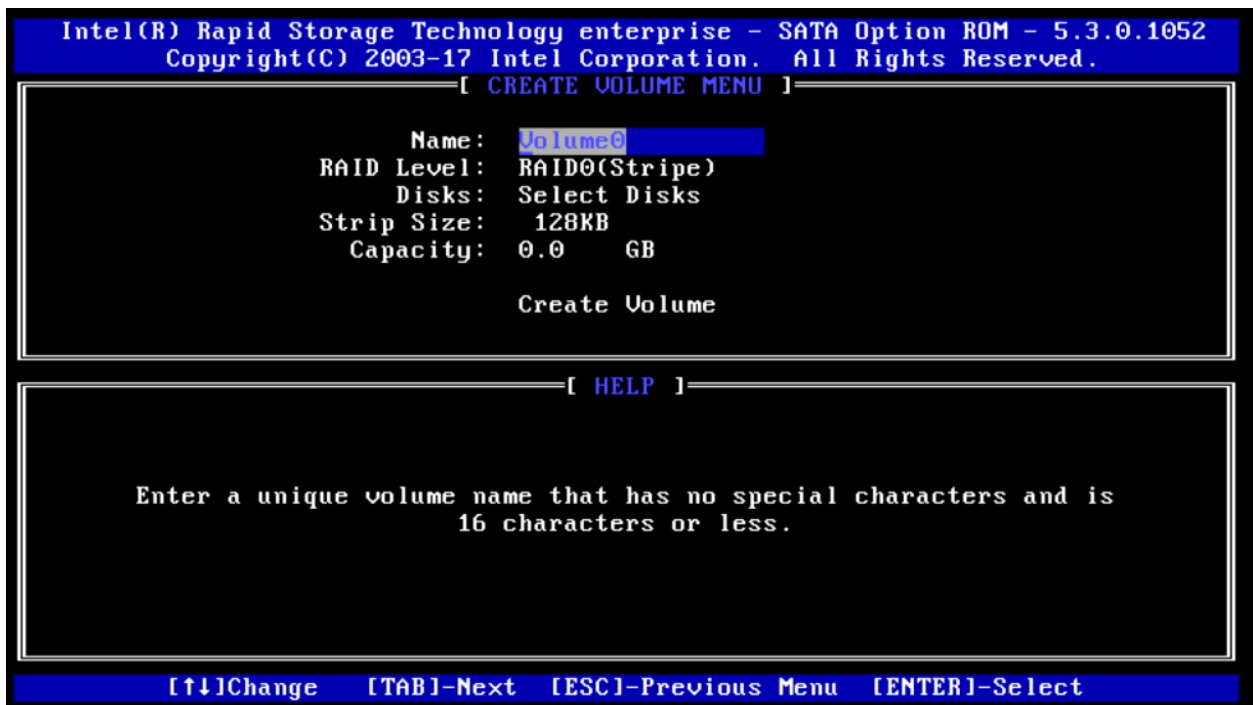 Intel(R) Rapid Storage Technology enterprise - SATA Option ROM - 5.3.0.1052
Copyright(C) 2003-17 Intel Corporation.  All Rights Reserved.
[ CREATE VOLUME MENU ]
Name: Volume0
RAID Level: RAID0(Stripe)
Disks: Select Disks
Strip Size: 128KB
Capacity: 0.0 GB
Create Volume
[ HELP ]
Enter a unique volume name that has no special characters and is
16 characters or less.
[↑↓]Change [TAB]-Next [ESC]-Previous Menu [ENTER]-Select